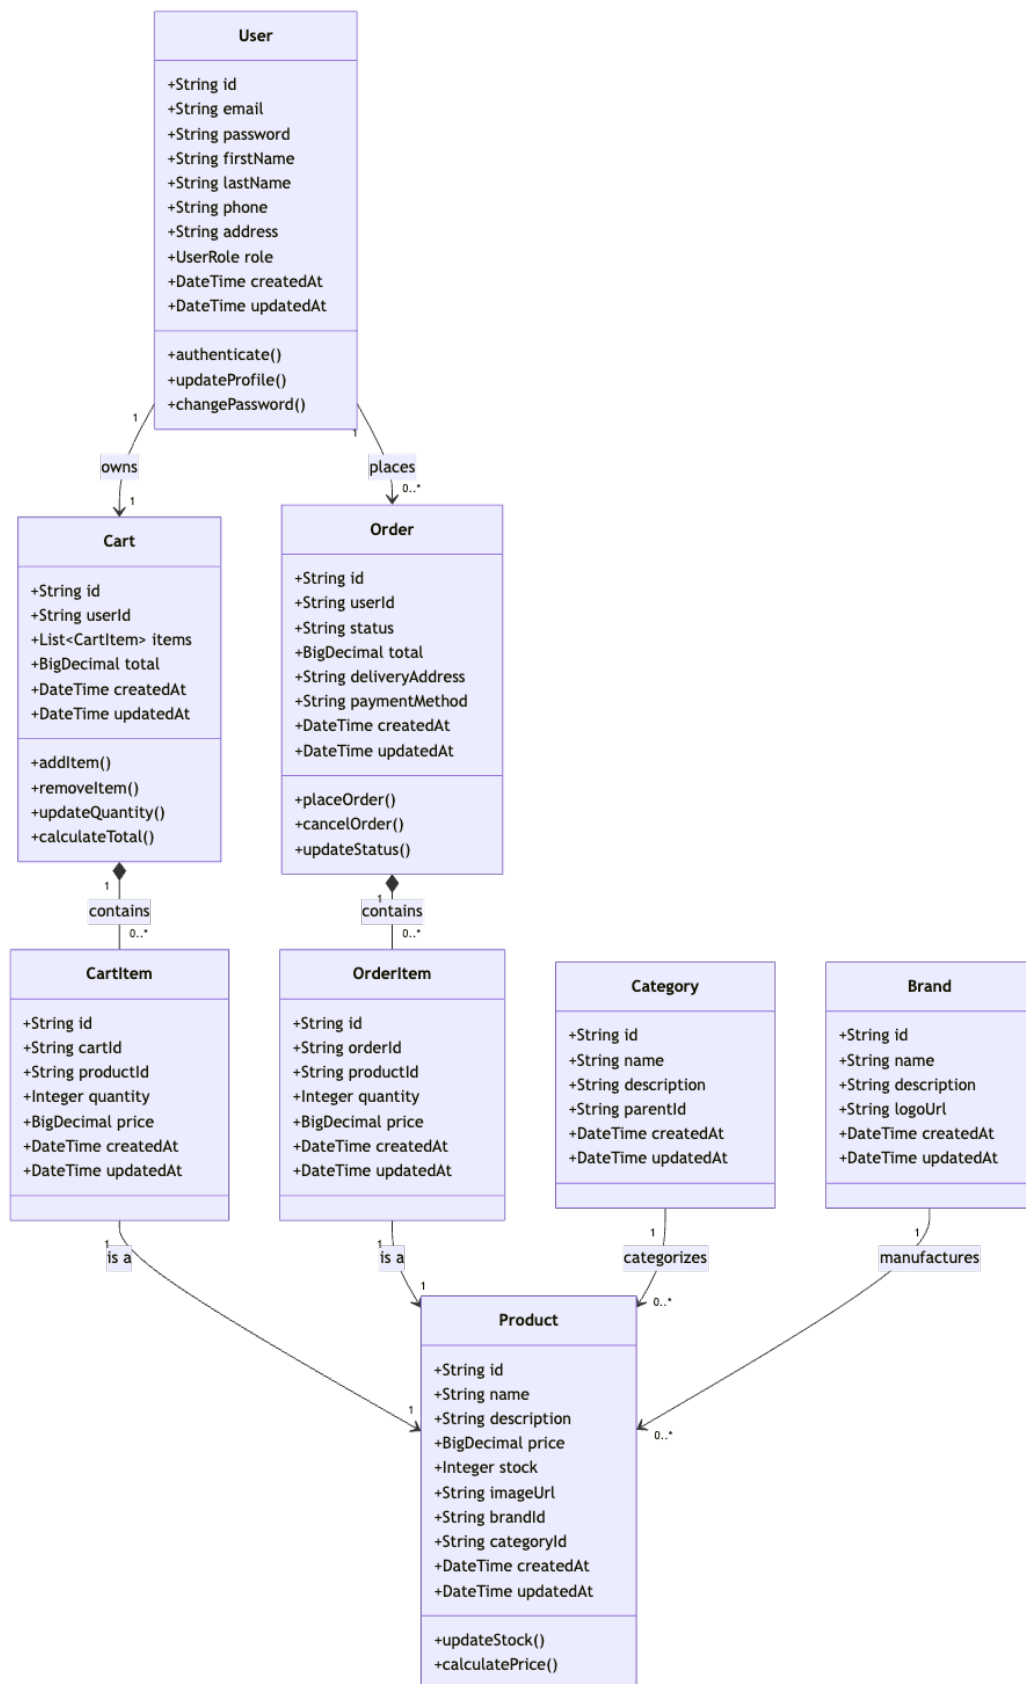 User
+String id
+String email
+String password
+String firstName
+String lastName
+String phone
+String address
+UserRole role
+DateTime createdAt
+DateTime updatedAt
+authenticate()
+updateProfile()
+changePassword()
1
owns
1
1
places
0..*
Cart
+String id
+String userId
+List<CartItem> items
+BigDecimal total
+DateTime createdAt
+DateTime updatedAt
+addItem()
+removeItem()
+updateQuantity()
+calculateTotal()
Order
+String id
+String userId
+String status
+BigDecimal total
+String deliveryAddress
+String paymentMethod
+DateTime createdAt
+DateTime updatedAt
+placeOrder()
+cancelOrder()
+updateStatus()
1
contains
0..*
1
contains
0..*
CartItem
+String id
+String cartId
+String productId
+Integer quantity
+BigDecimal price
+DateTime createdAt
+DateTime updatedAt
OrderItem
+String id
+String orderId
+String productId
+Integer quantity
+BigDecimal price
+DateTime createdAt
+DateTime updatedAt
Category
+String id
+String name
+String description
+String parentId
+DateTime createdAt
+DateTime updatedAt
Brand
+String id
+String name
+String description
+String logoUrl
+DateTime createdAt
+DateTime updatedAt
1
is a
1
1
is a
1
1
categorizes
0..*
1
manufactures
0..*
Product
+String id
+String name
+String description
+BigDecimal price
+Integer stock
+String imageUrl
+String brandId
+String categoryId
+DateTime createdAt
+DateTime updatedAt
+updateStock()
+calculatePrice()